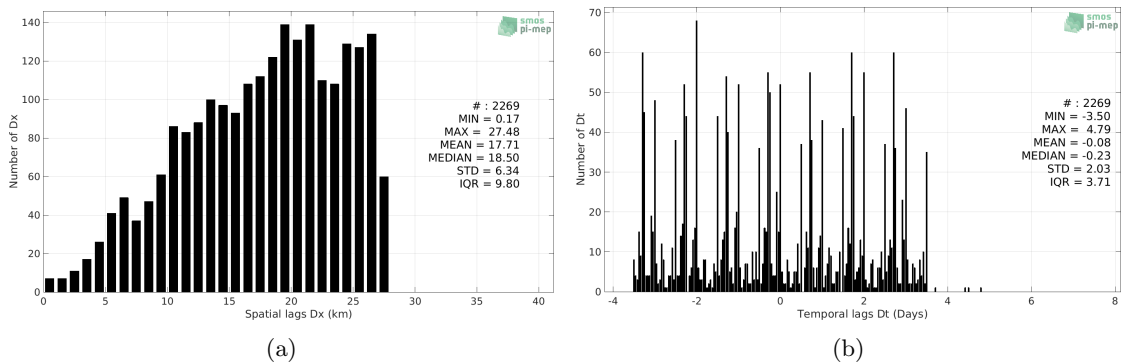 140
120
100
80
60
40
20
0
Number of Dx
0
5
10
15
20
25
30
35
40
Spatial lags Dx (km)
smos
pi-mep
# : 2269
MIN = 0.17
MAX = 27.48
MEAN = 17.71
MEDIAN = 18.50
STD = 6.34
IQR = 9.80
(a)
70
60
50
40
30
20
10
0
Number of Dt
-4
-2
0
2
4
6
8
Temporal lags Dt (Days)
smos
pi-mep
# : 2269
MIN = -3.50
MAX = 4.79
MEAN = -0.08
MEDIAN = -0.23
STD = 2.03
IQR = 3.71
(b)